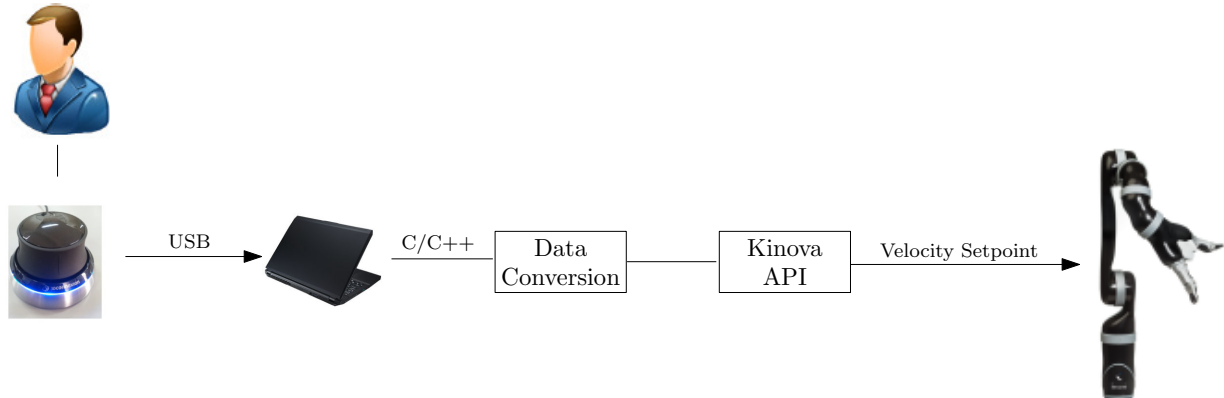 USB
C/C++
Data
Conversion
Kinova
API
Velocity Setpoint